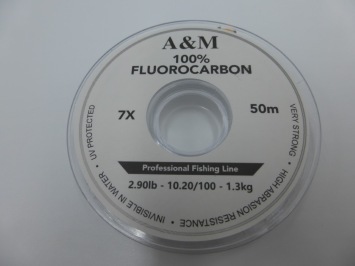 A&M
100%
FLUOROCARBON
7X
50m
Professional Fishing Line
2.90lb - 10.20/100 - 1.3kg
UV PROTECTED • INVISIBLE IN WATER • HIGH ABRASION RESISTANCE • VERY STRONG